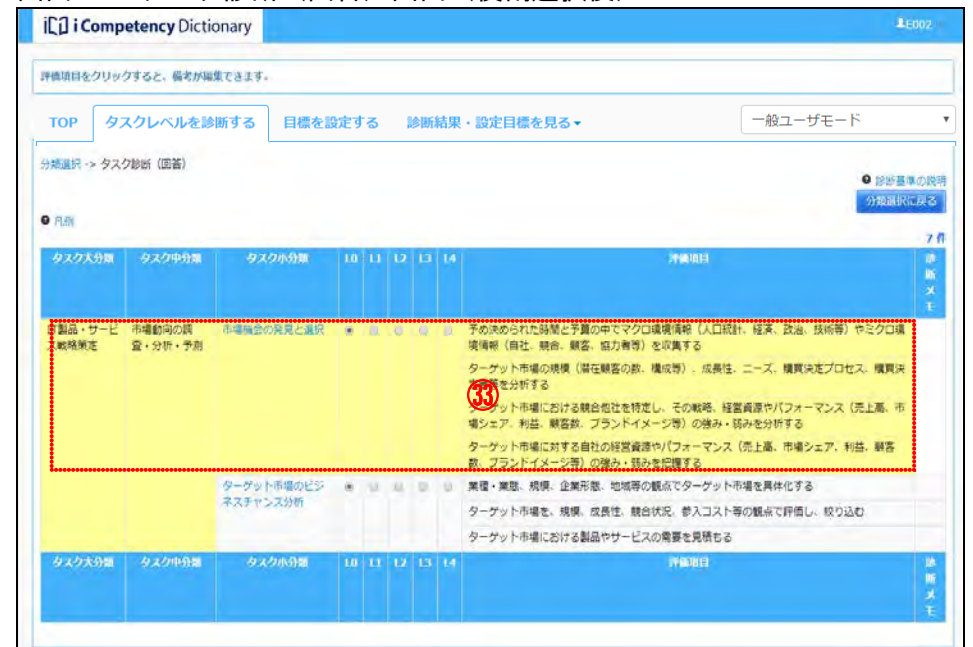 iCD i Competency Dictionary
E002
評価項目をクリックすると、備考が編集できます。
TOP
タスクレベルを診断する
目標を設定する
診断結果・設定目標を見る
一般ユーザモード
分類選択 -> タスク診断（回答）
診断基準の説明
分類選択に戻る
凡例
7 件
タスク大分類 タスク中分類 タスク小分類 L0 L1 L2 L3 L4 評価項目 診断メモ
製品・サービ
戦略策定
市場動向の調
査・分析・予測
市場機会の発見と選択
予め決められた時間と予算の中でマクロ環境情報（人口統計、経済、政治、技術等）やミクロ環
境情報（自社、競合、顧客、協力者等）を収集する
ターゲット市場の規模（潜在顧客の数、構成等）、成長性、ニーズ、購買決定プロセス、購買決
等を分析する
㉝
ターゲット市場における競合他社を特定し、その戦略、経営資源やパフォーマンス（売上高、市
場シェア、利益、顧客数、ブランドイメージ等）の強み・弱みを分析する
ターゲット市場に対する自社の経営資源やパフォーマンス（売上高、市場シェア、利益、顧客
数、ブランドイメージ等）の強み・弱みを把握する
ターゲット市場のビジ
ネスチャンス分析
業種・業態、規模、企業形態、地域等の観点でターゲット市場を具体化する
ターゲット市場を、規模、成長性、競合状況、参入コスト等の観点で評価し、絞り込む
ターゲット市場における製品やサービスの需要を見積もる
タスク大分類 タスク中分類 タスク小分類 L0 L1 L2 L3 L4 評価項目 診断メモ